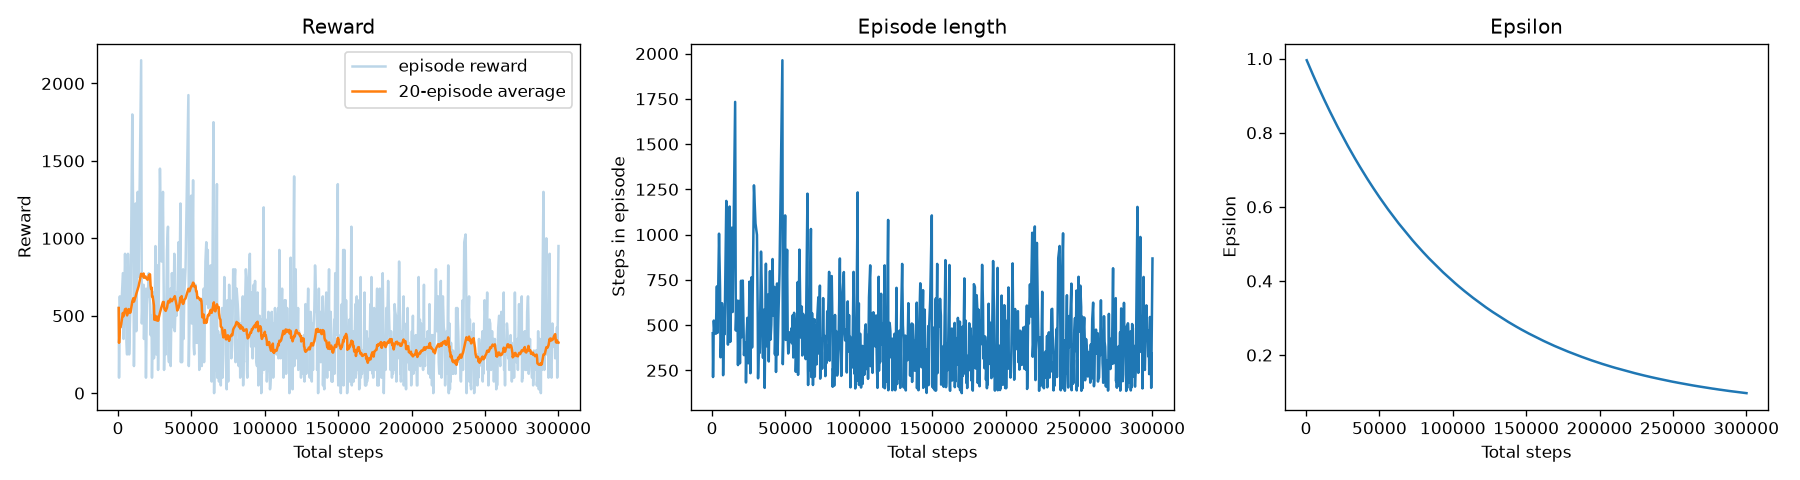 Reward
episode reward
20-episode average
2000
1500
1000
500
0
Reward
0 50000 100000 150000 200000 250000 300000
Total steps
Episode length
2000
1750
1500
1250
1000
750
500
250
Steps in episode
0 50000 100000 150000 200000 250000 300000
Total steps
Epsilon
1.0
0.8
0.6
0.4
0.2
Epsilon
0 50000 100000 150000 200000 250000 300000
Total steps